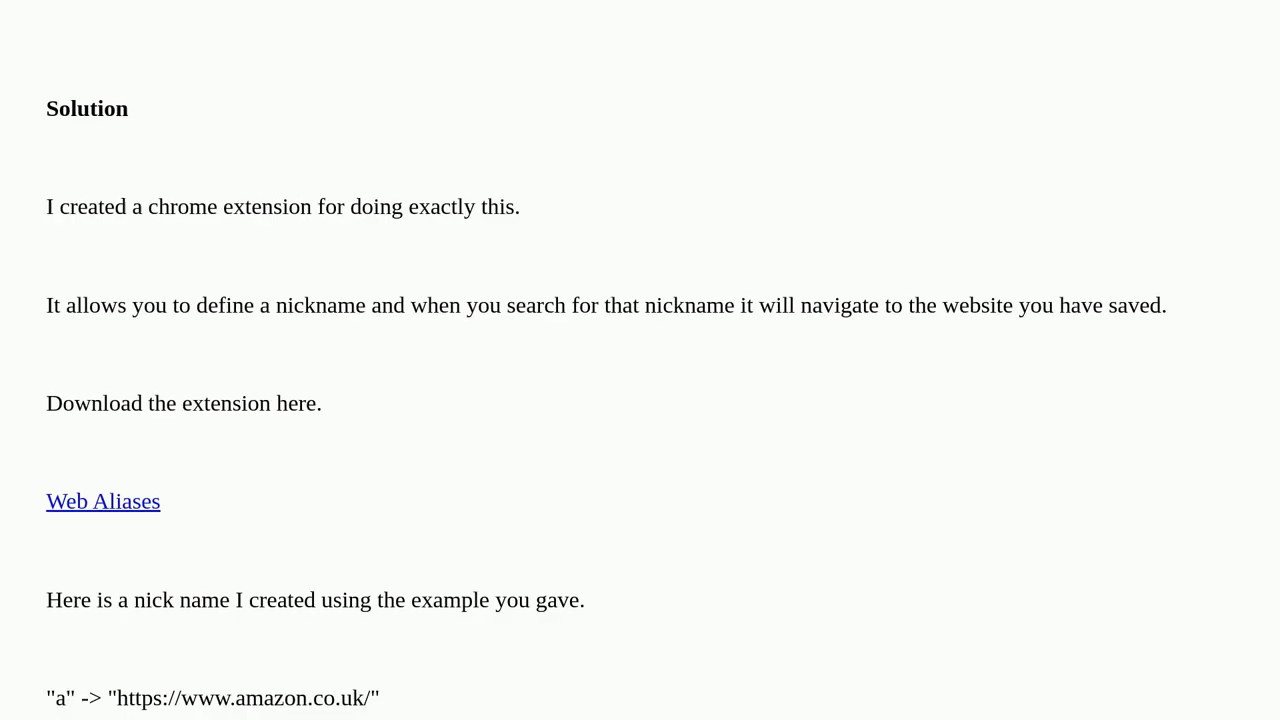 Solution
I created a chrome extension for doing exactly this.
It allows you to define a nickname and when you search for that nickname it will navigate to the website you have saved.
Download the extension here.
Web Aliases
Here is a nick name I created using the example you gave.
"a" -> "https://www.amazon.co.uk/"